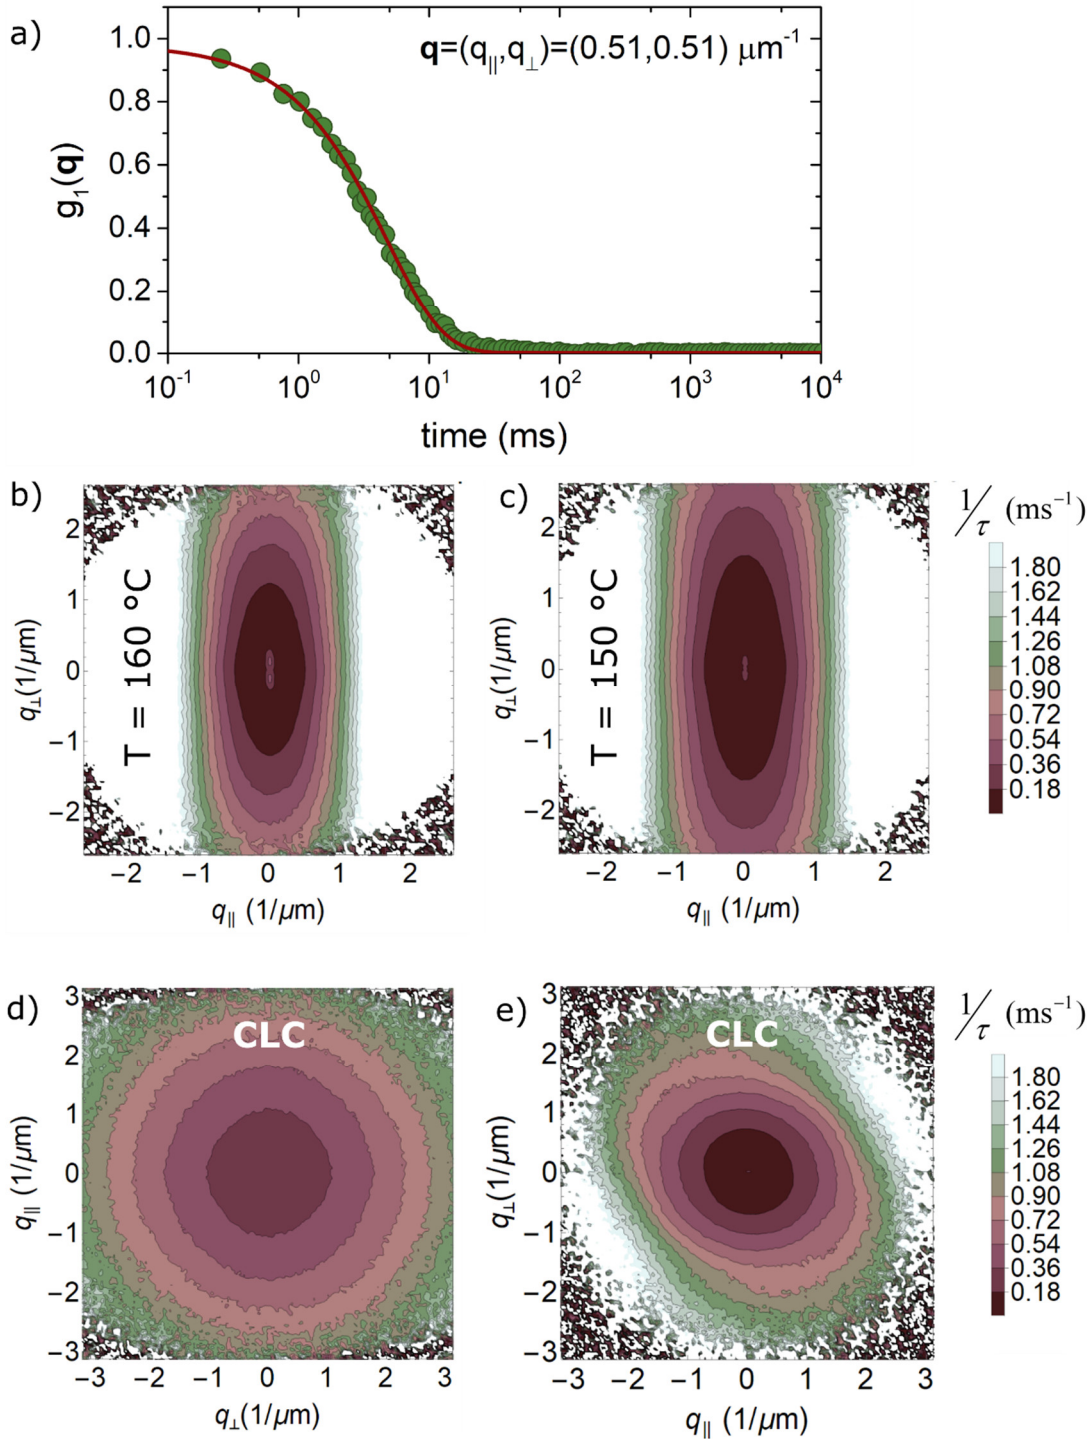 a)
q=(q∥,q⊥)=(0.51,0.51) μm⁻¹
g₁(q)
1.0
0.8
0.6
0.4
0.2
0.0
10⁻¹ 10⁰ 10¹ 10² 10³ 10⁴
time (ms)
b)
T = 160 °C
q⊥(1/μm)
2
1
0
−1
−2
−2 −1 0 1 2
q∥ (1/μm)
c)
T = 150 °C
q⊥(1/μm)
2
1
0
−1
−2
−2 −1 0 1 2
q∥ (1/μm)
1/τ (ms⁻¹)
1.80
1.62
1.44
1.26
1.08
0.90
0.72
0.54
0.36
0.18
d)
CLC
q∥ (1/μm)
3
2
1
0
−1
−2
−3
−3 −2 −1 0 1 2 3
q⊥(1/μm)
e)
CLC
q⊥(1/μm)
3
2
1
0
−1
−2
−3
−3 −2 −1 0 1 2 3
q∥ (1/μm)
1/τ (ms⁻¹)
1.80
1.62
1.44
1.26
1.08
0.90
0.72
0.54
0.36
0.18